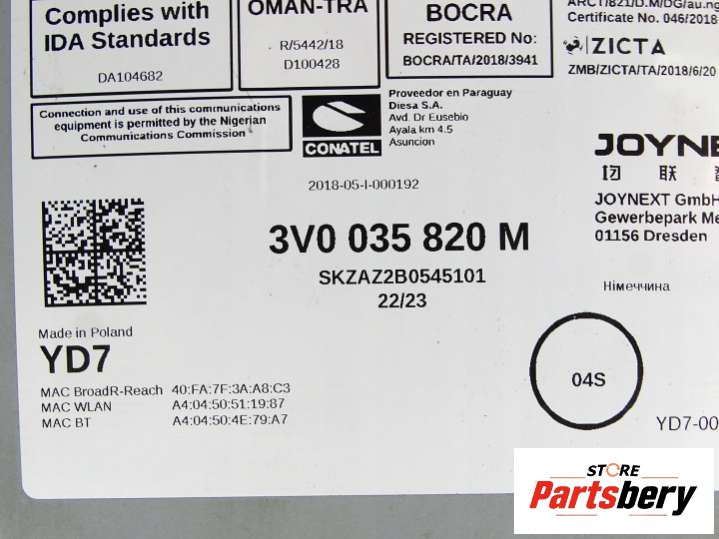 Complies with
IDA Standards
DA104682
OMAN-TRA
R/5442/18
D100428
BOCRA
REGISTERED No:
BOCRA/TA/2018/3941
Certificate No. 046/2018
ZICTA
ZMB/ZICTA/TA/2018/6/20
Connection and use of this communications
equipment is permitted by the Nigerian
Communications Commission
CONATEL
Proveedor en Paraguay
Diesa S.A.
Avd. Dr Eusebio
Ayala km 4.5
Asuncion
2018-05-I-000192
JOYNE
联
JOYNEXT GmbH
Gewerbepark Me
01156 Dresden
3V0 035 820 M
SKZAZ2B0545101
22/23
Німеччина
Made in Poland
YD7
MAC BroadR-Reach 40:FA:7F:3A:A8:C3
MAC WLAN A4:04:50:51:19:87
MAC BT A4:04:50:4E:79:A7
04S
YD7-00
STORE
Partsbery